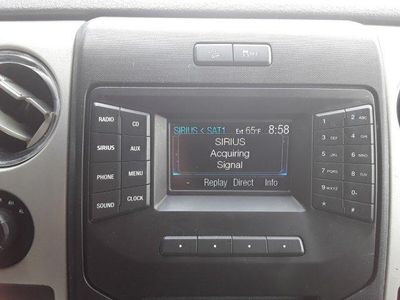 SIRIUS < SAT1 Ext 65°F 8:58
SIRIUS
Acquiring
Signal
Replay Direct Info
RADIO CD
SIRIUS AUX
PHONE MENU
SOUND CLOCK
1 2 ABC
3 DEF 4 GHI
5 JKL 6 MNO
7 PQRS 8 TUV
9 WXYZ 0
* #